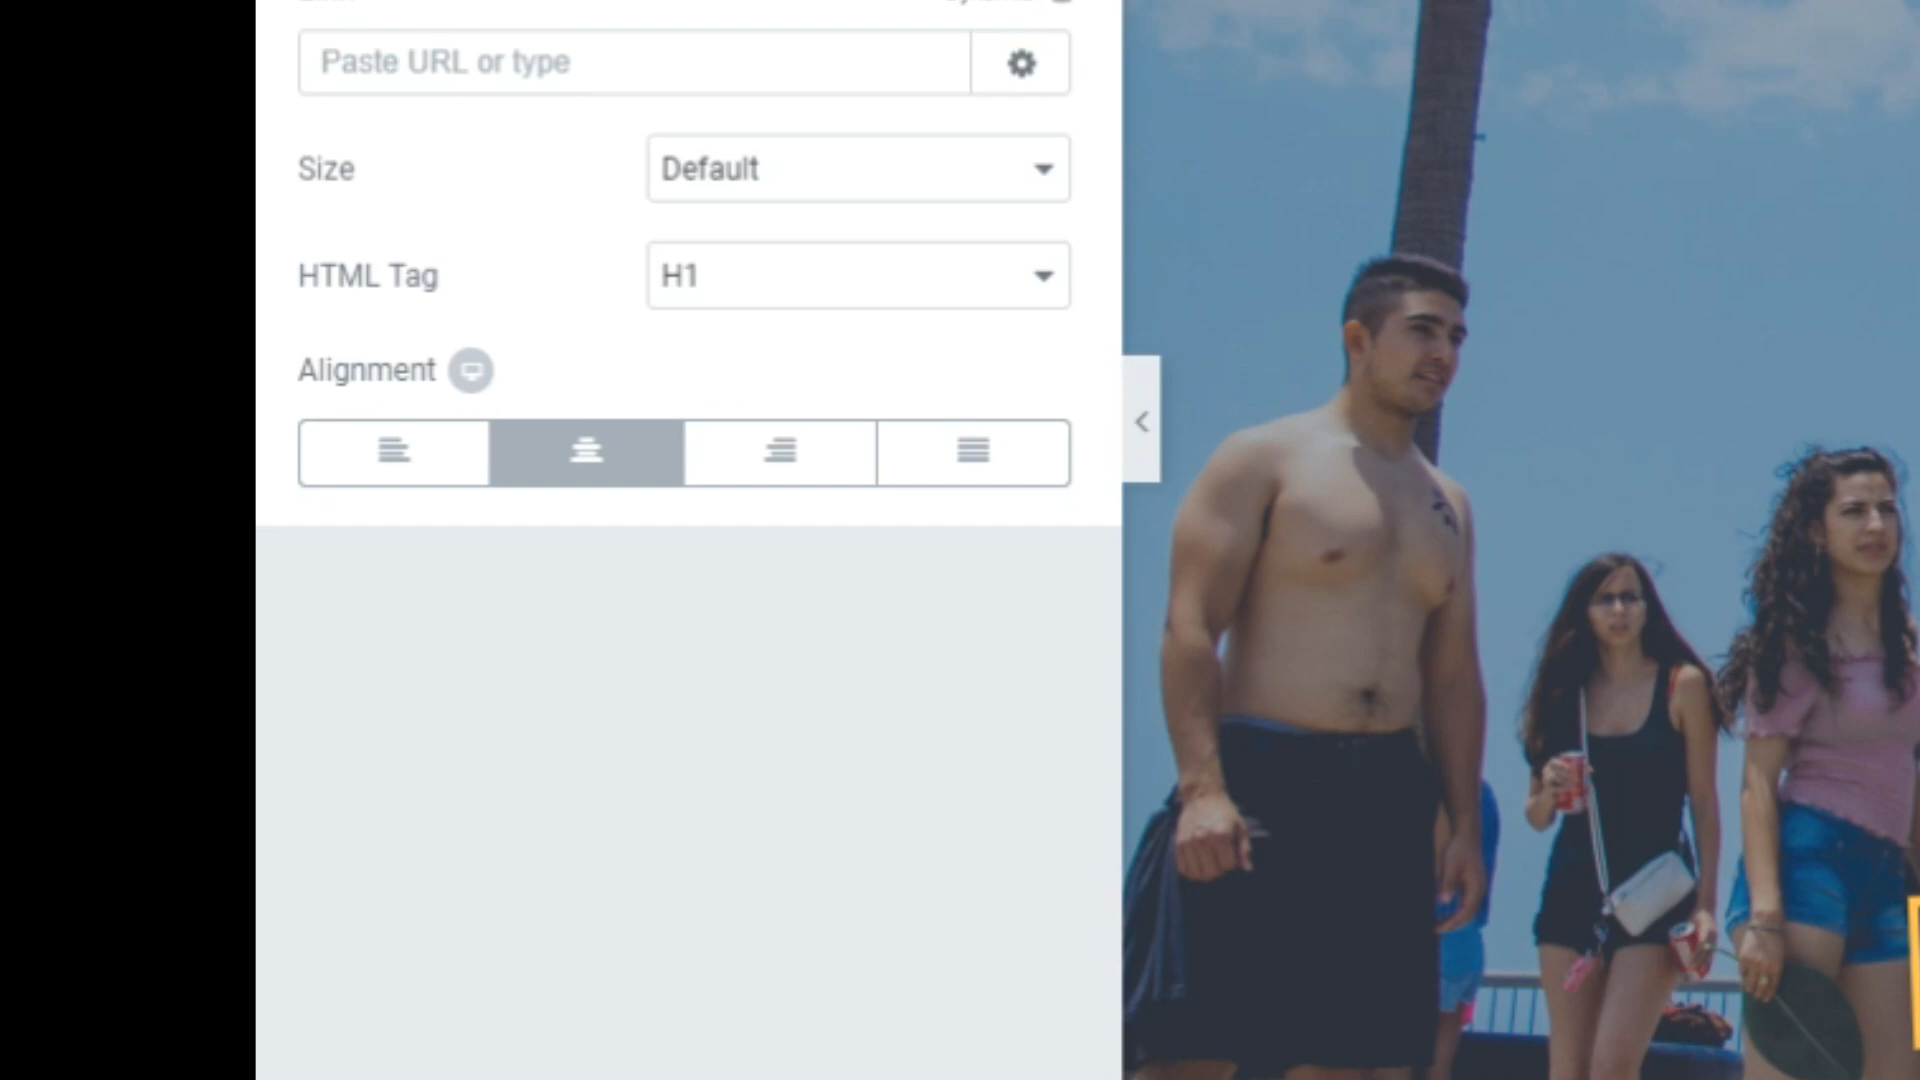 Paste URL or type
Size
Default
HTML Tag
H1
Alignment